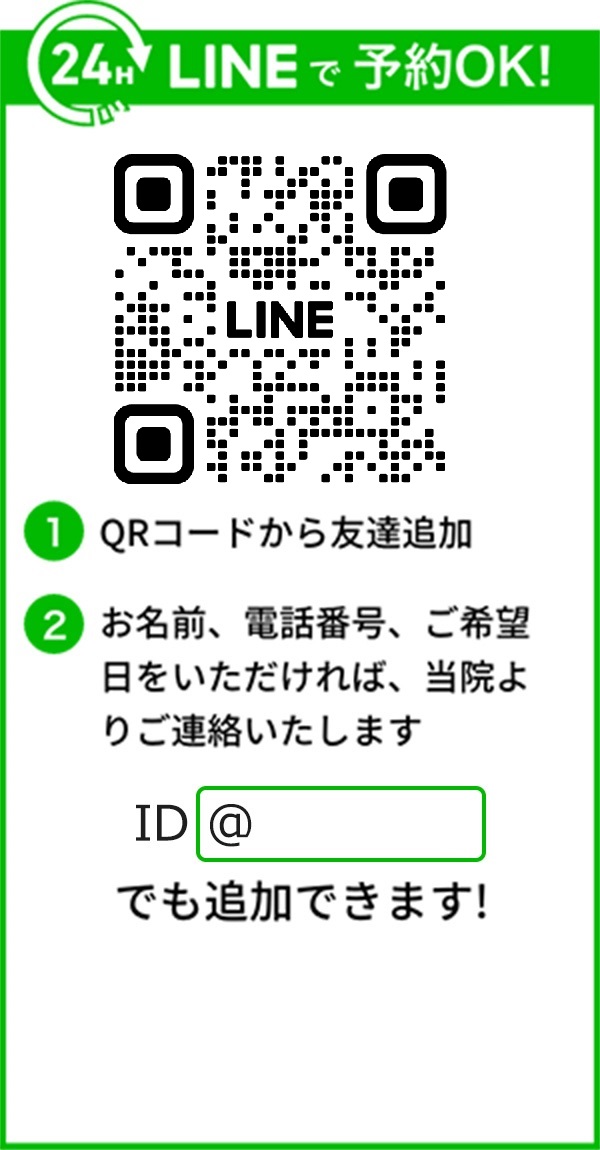 24H LINEで予約OK!
LINE
1 QRコードから友達追加
2 お名前、電話番号、ご希望
日をいただければ、当院よ
りご連絡いたします
ID @
でも追加できます!